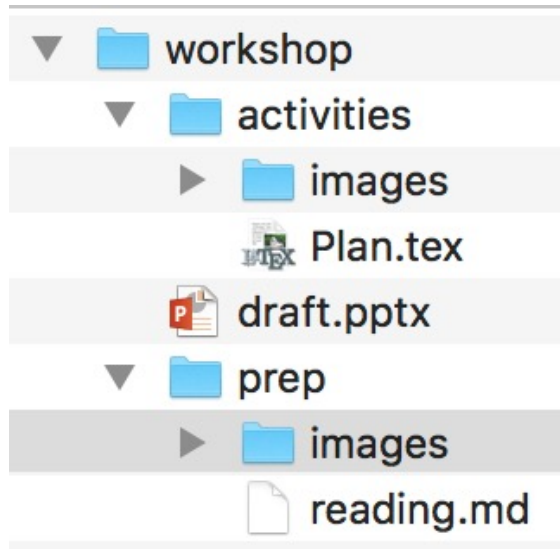 workshop
activities
images
Plan.tex
draft.pptx
prep
images
reading.md